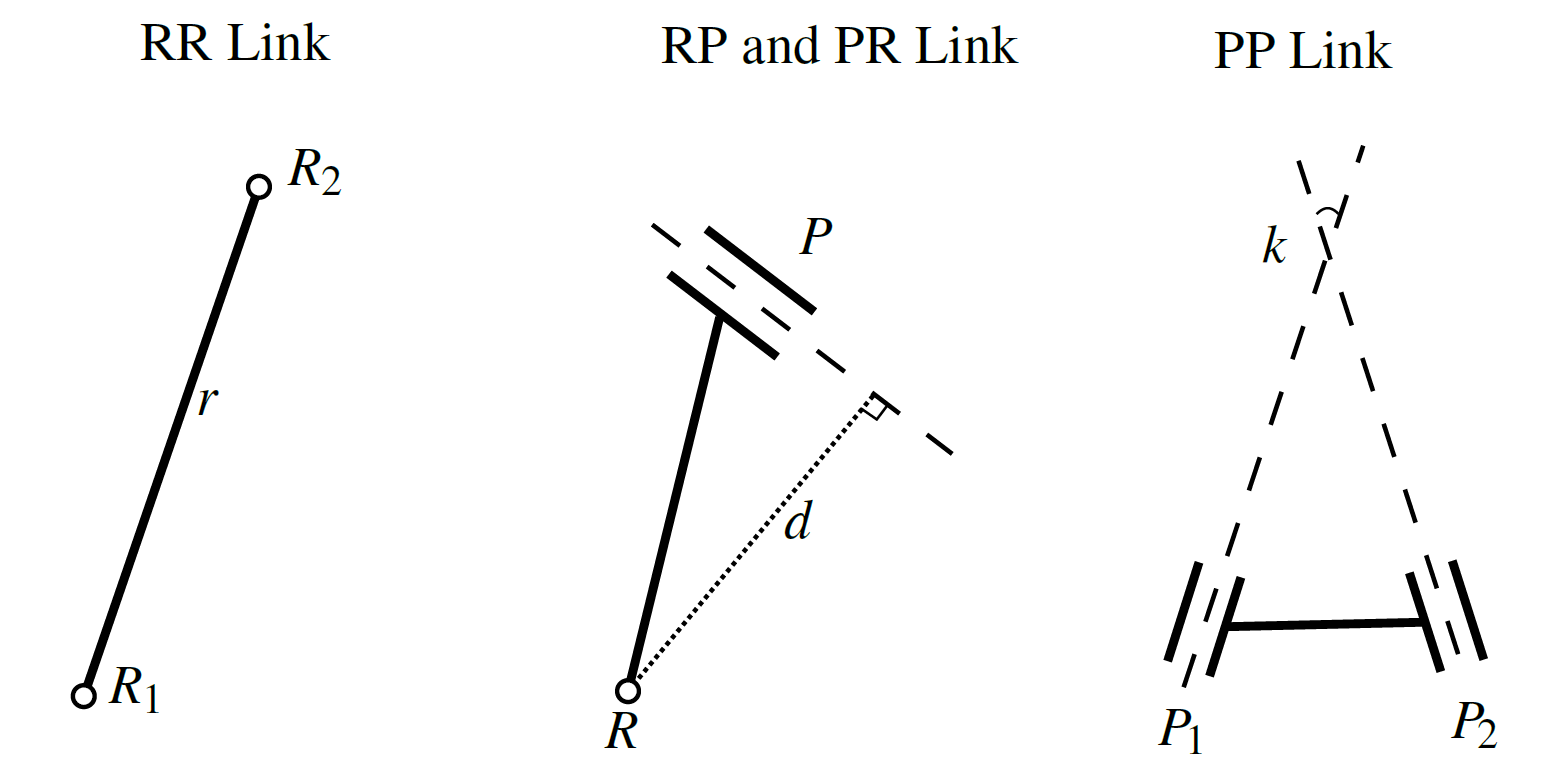 RR Link
R2
r
R1
RP and PR Link
P
d
R
PP Link
k
P1
P2